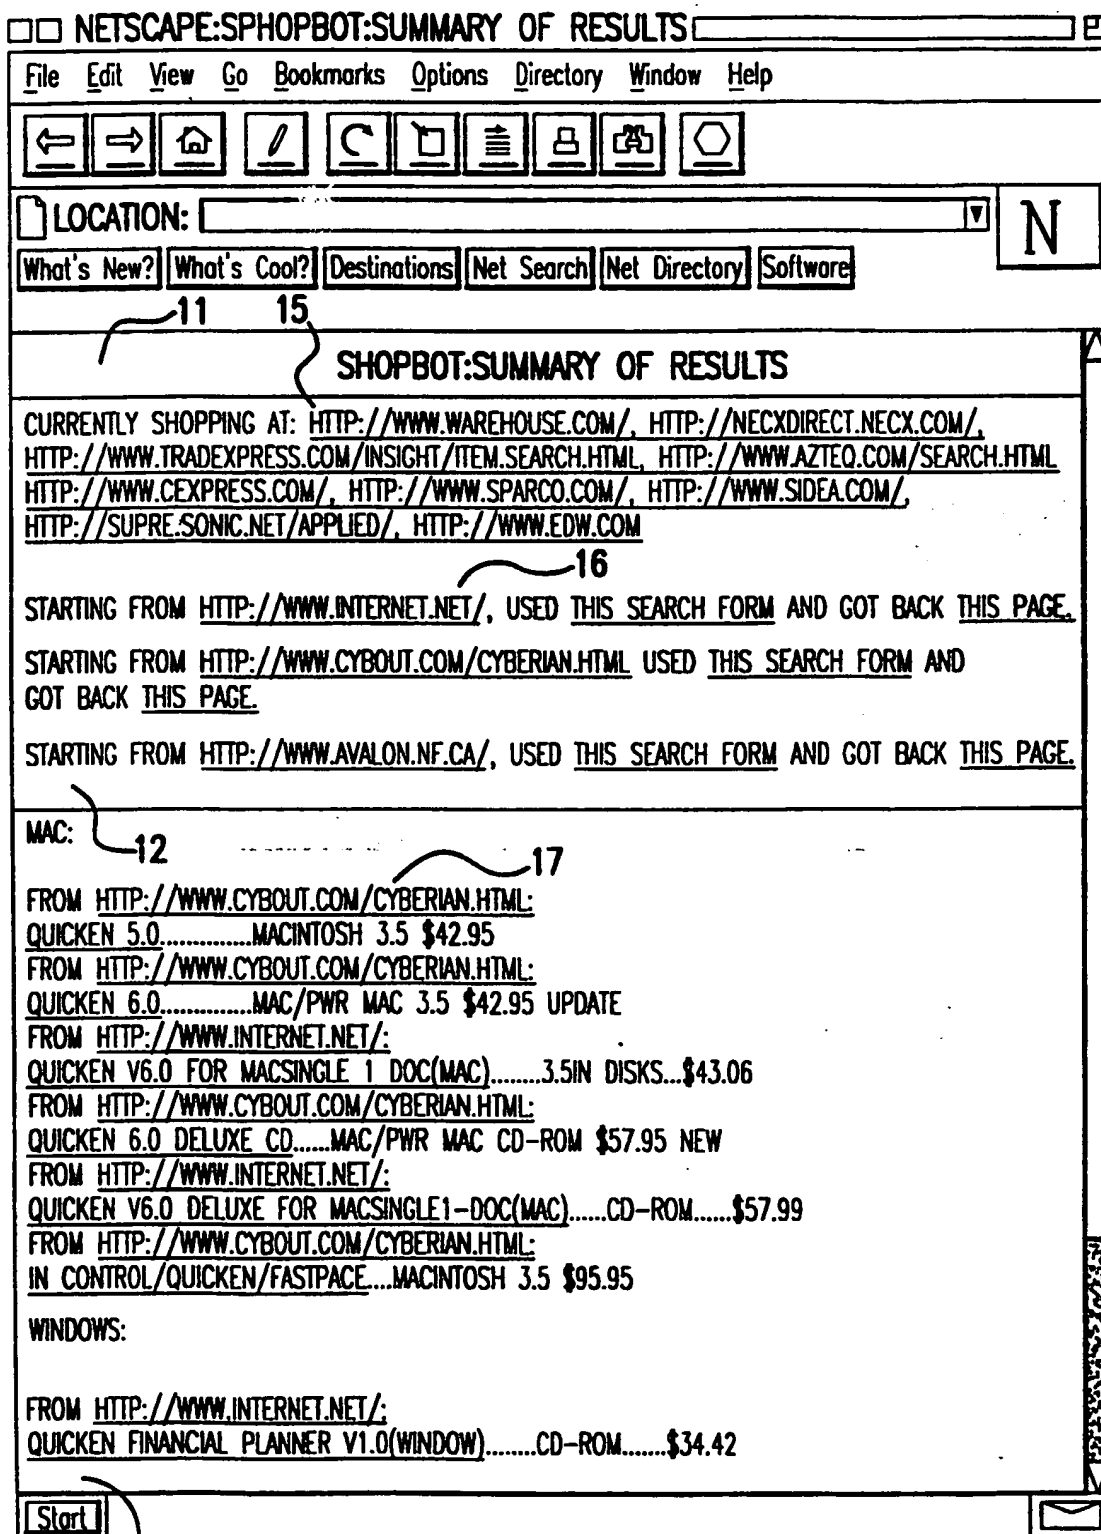 NETSCAPE:SPHOPBOT:SUMMARY OF RESULTS
File Edit View Go Bookmarks Options Directory Window Help
LOCATION:
N
What's New? What's Cool? Destinations Net Search Net Directory Software
11 15
SHOPBOT:SUMMARY OF RESULTS
CURRENTLY SHOPPING AT: HTTP://WWW.WAREHOUSE.COM/, HTTP://NECXDIRECT.NECX.COM/,
HTTP://WWW.TRADEXPRESS.COM/INSIGHT/ITEM.SEARCH.HTML, HTTP://WWW.AZTEQ.COM/SEARCH.HTML
HTTP://WWW.CEXPRESS.COM/, HTTP://WWW.SPARCO.COM/, HTTP://WWW.SIDEA.COM/,
HTTP://SUPRE.SONIC.NET/APPLIED/, HTTP://WWW.EDW.COM
16
STARTING FROM HTTP://WWW.INTERNET.NET/, USED THIS SEARCH FORM AND GOT BACK THIS PAGE.
STARTING FROM HTTP://WWW.CYBOUT.COM/CYBERIAN.HTML USED THIS SEARCH FORM AND
GOT BACK THIS PAGE.
STARTING FROM HTTP://WWW.AVALON.NF.CA/, USED THIS SEARCH FORM AND GOT BACK THIS PAGE.
MAC:
12
17
FROM HTTP://WWW.CYBOUT.COM/CYBERIAN.HTML:
QUICKEN 5.0..............MACINTOSH 3.5 $42.95
FROM HTTP://WWW.CYBOUT.COM/CYBERIAN.HTML:
QUICKEN 6.0..............MAC/PWR MAC 3.5 $42.95 UPDATE
FROM HTTP://WWW.INTERNET.NET/:
QUICKEN V6.0 FOR MACSINGLE 1 DOC(MAC)........3.5IN DISKS...$43.06
FROM HTTP://WWW.CYBOUT.COM/CYBERIAN.HTML:
QUICKEN 6.0 DELUXE CD......MAC/PWR MAC CD-ROM $57.95 NEW
FROM HTTP://WWW.INTERNET.NET/:
QUICKEN V6.0 DELUXE FOR MACSINGLE1-DOC(MAC)......CD-ROM......$57.99
FROM HTTP://WWW.CYBOUT.COM/CYBERIAN.HTML:
IN CONTROL/QUICKEN/FASTPACE....MACINTOSH 3.5 $95.95
WINDOWS:
FROM HTTP://WWW.INTERNET.NET/:
QUICKEN FINANCIAL PLANNER V1.0(WINDOW)........CD-ROM.......$34.42
Start